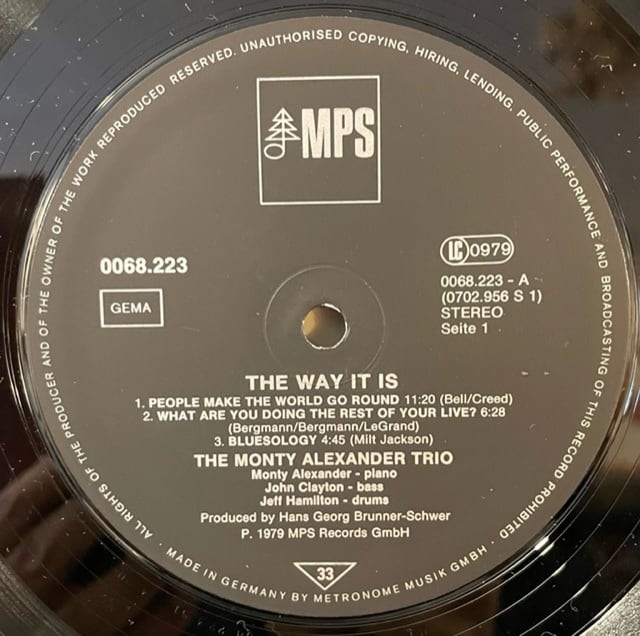 ALL RIGHTS OF THE PRODUCER AND OF THE OWNER OF THE WORK REPRODUCED RESERVED. UNAUTHORISED COPYING, HIRING, LENDING, PUBLIC PERFORMANCE AND BROADCASTING OF THIS RECORD PROHIBITED ·
MPS
0068.223
GEMA
LC 0979
0068.223 - A
(0702.956 S 1)
STEREO
Seite 1
THE WAY IT IS
1. PEOPLE MAKE THE WORLD GO ROUND 11:20 (Bell/Creed)
2. WHAT ARE YOU DOING THE REST OF YOUR LIVE? 6:28
(Bergmann/Bergmann/LeGrand)
3. BLUESOLOGY 4:45 (Milt Jackson)
THE MONTY ALEXANDER TRIO
Monty Alexander - piano
John Clayton - bass
Jeff Hamilton - drums
Produced by Hans Georg Brunner-Schwer
P. 1979 MPS Records GmbH
33
· MADE IN GERMANY BY METRONOME MUSIK GMBH ·